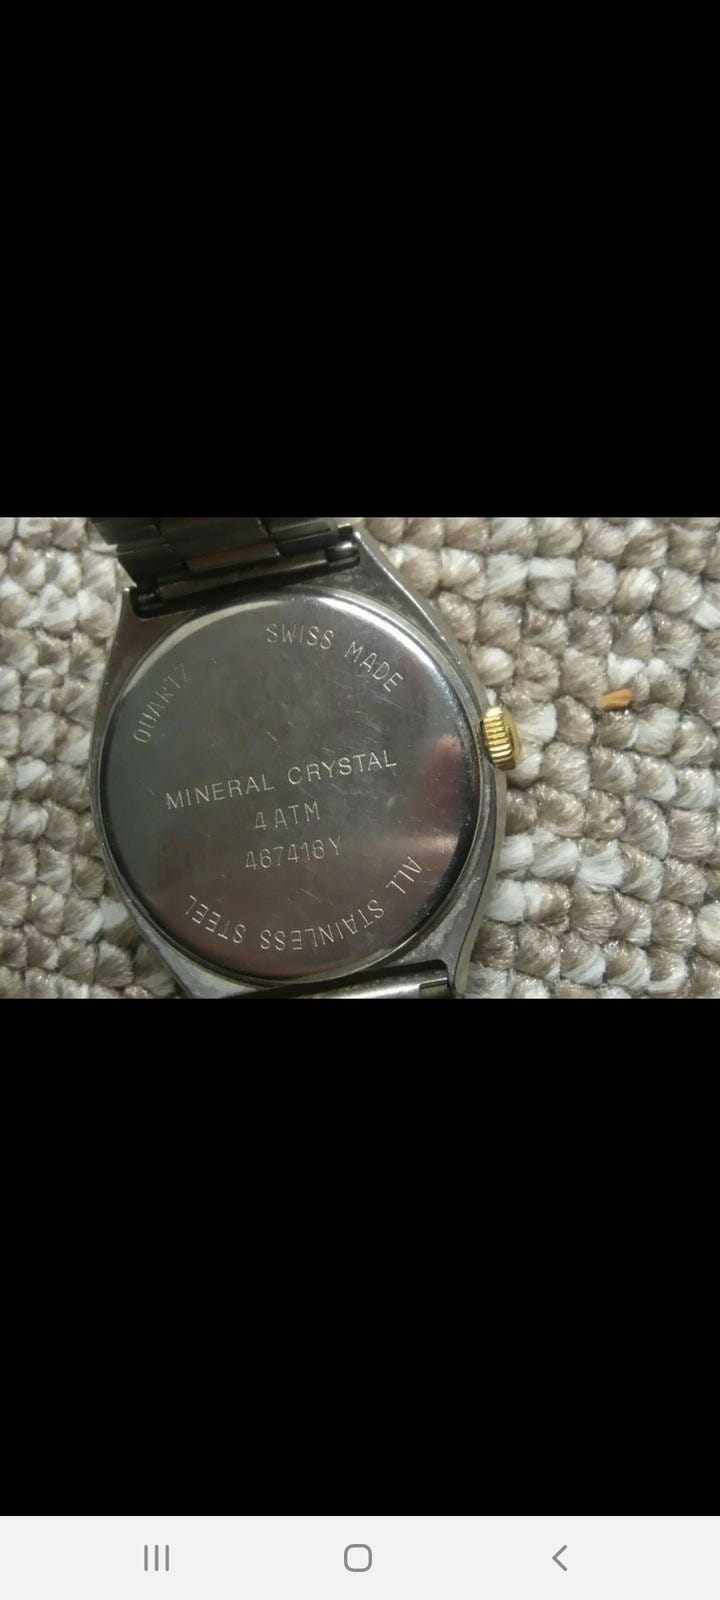 QUARTZ
SWISS MADE
MINERAL CRYSTAL
4 ATM
467418Y
ALL STAINLESS STEEL